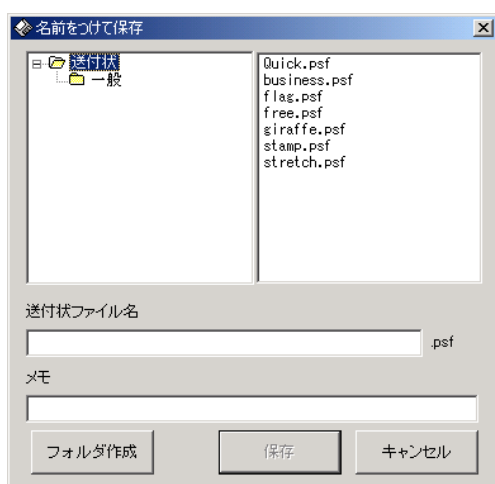 名前をつけて保存
送付状
一般
Quick.psf
business.psf
flag.psf
free.psf
giraffe.psf
stamp.psf
stretch.psf
送付状ファイル名
.psf
メモ
フォルダ作成
保存
キャンセル